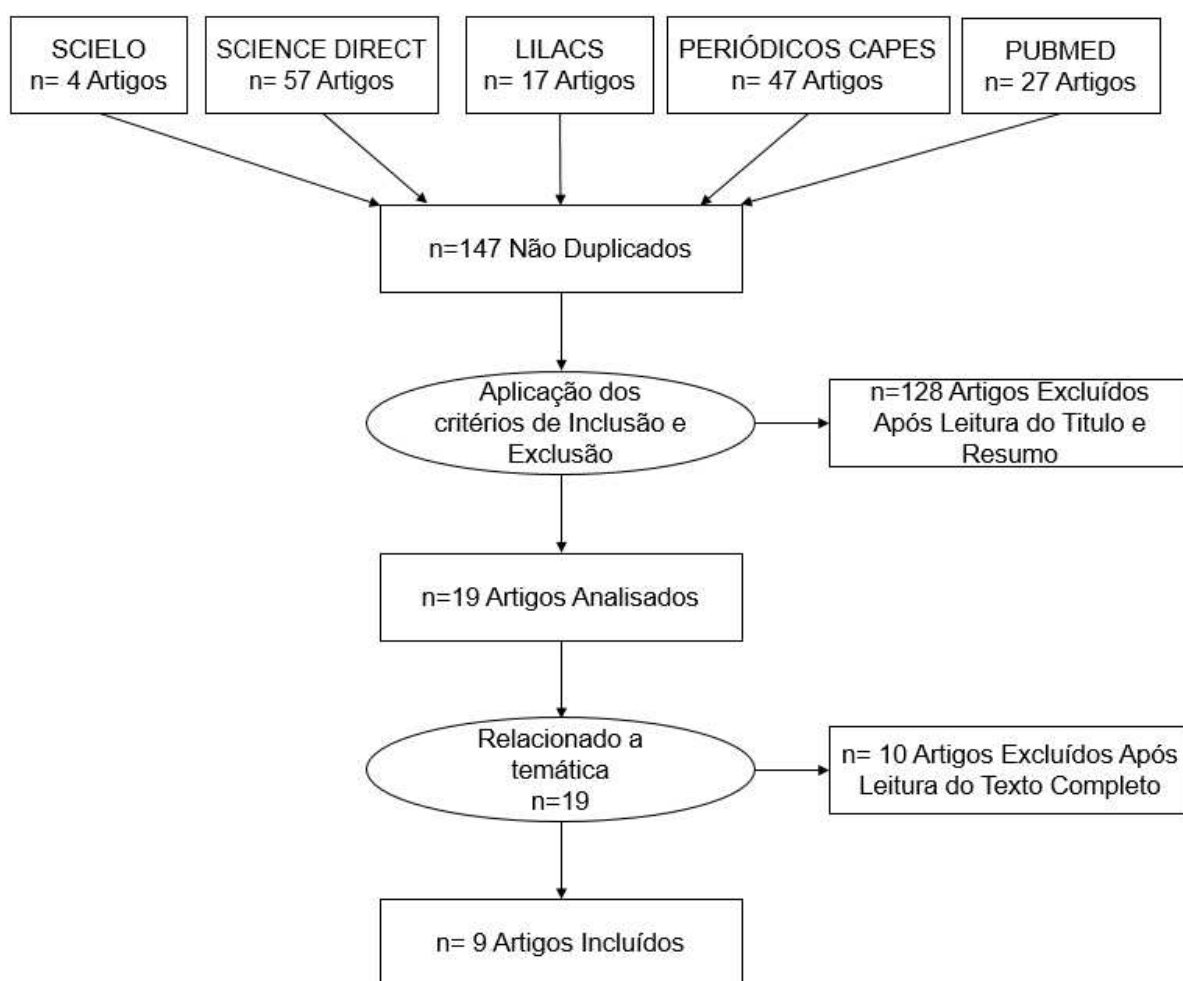 SCIELO
n= 4 Artigos
SCIENCE DIRECT
n= 57 Artigos
LILACS
n= 17 Artigos
PERIÓDICOS CAPES
n= 47 Artigos
PUBMED
n= 27 Artigos
n=147 Não Duplicados
Aplicação dos
critérios de Inclusão e
Exclusão
n=128 Artigos Excluídos
Após Leitura do Titulo e
Resumo
n=19 Artigos Analisados
Relacionado a
temática
n=19
n= 10 Artigos Excluídos Após
Leitura do Texto Completo
n= 9 Artigos Incluídos